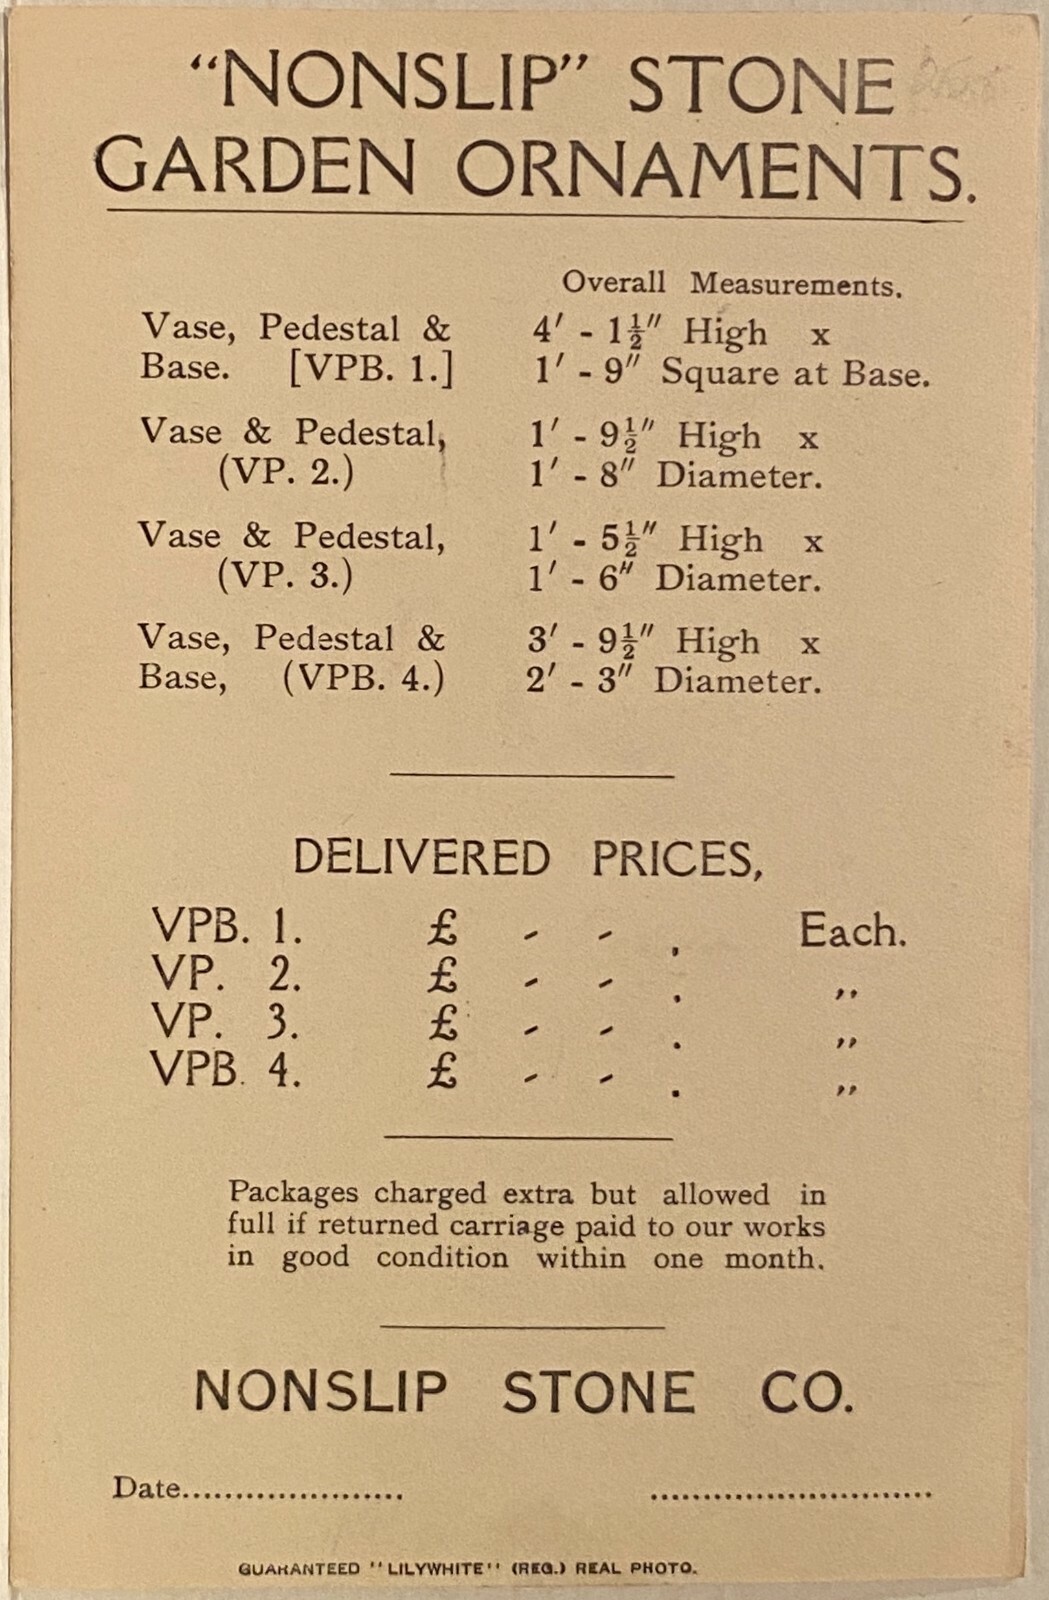 “NONSLIP” STONE
GARDEN ORNAMENTS.
Overall Measurements.
Vase, Pedestal & 4′ - 1½″ High x
Base. [VPB. 1.] 1′ - 9″ Square at Base.
Vase & Pedestal, 1′ - 9½″ High x
(VP. 2.) 1′ - 8″ Diameter.
Vase & Pedestal, 1′ - 5½″ High x
(VP. 3.) 1′ - 6″ Diameter.
Vase, Pedestal & 3′ - 9½″ High x
Base, (VPB. 4.) 2′ - 3″ Diameter.
DELIVERED PRICES,
VPB. 1. £ - - . Each.
VP. 2. £ - - . ,,
VP. 3. £ - - . ,,
VPB. 4. £ - - . ,,
Packages charged extra but allowed in
full if returned carriage paid to our works
in good condition within one month.
NONSLIP STONE CO.
Date..................... ...........................
GUARANTEED "LILYWHITE" (REG.) REAL PHOTO.